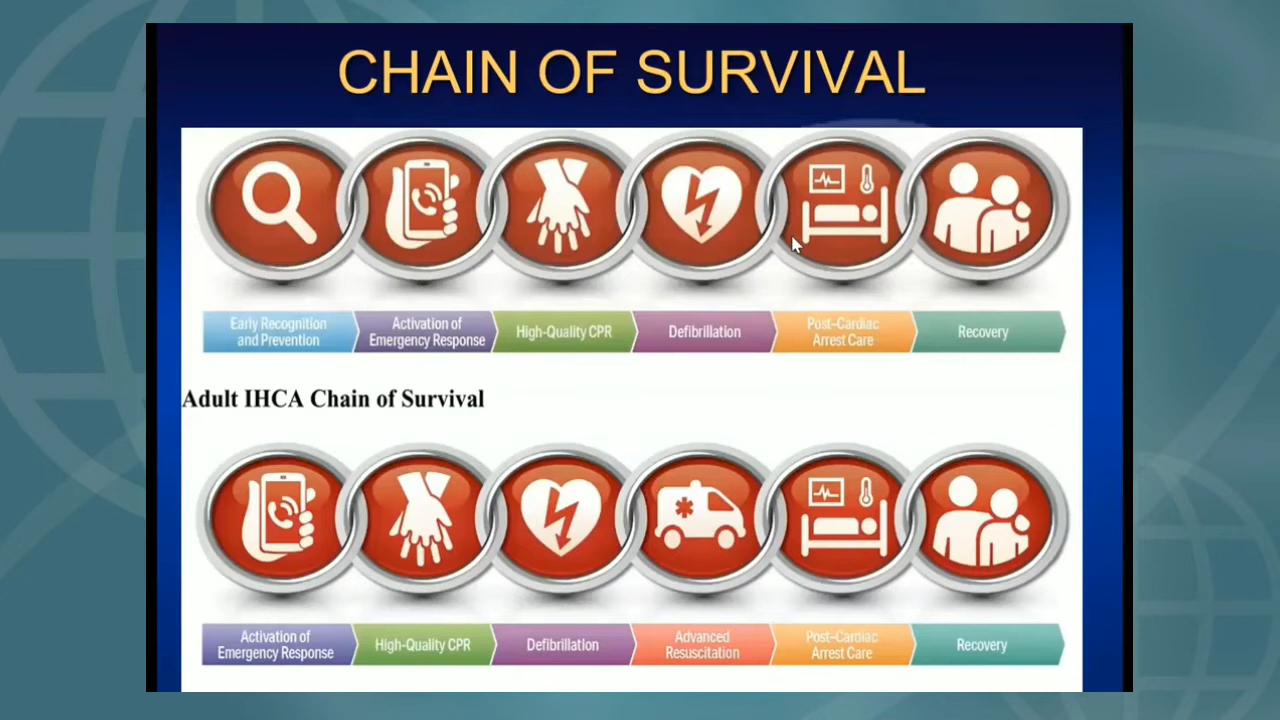 CHAIN OF SURVIVAL
Early Recognition
and Prevention
Activation of
Emergency Response
High-Quality CPR
Defibrillation
Post-Cardiac
Arrest Care
Recovery
Adult IHCA Chain of Survival
Activation of
Emergency Response
High-Quality CPR
Defibrillation
Advanced
Resuscitation
Post-Cardiac
Arrest Care
Recovery